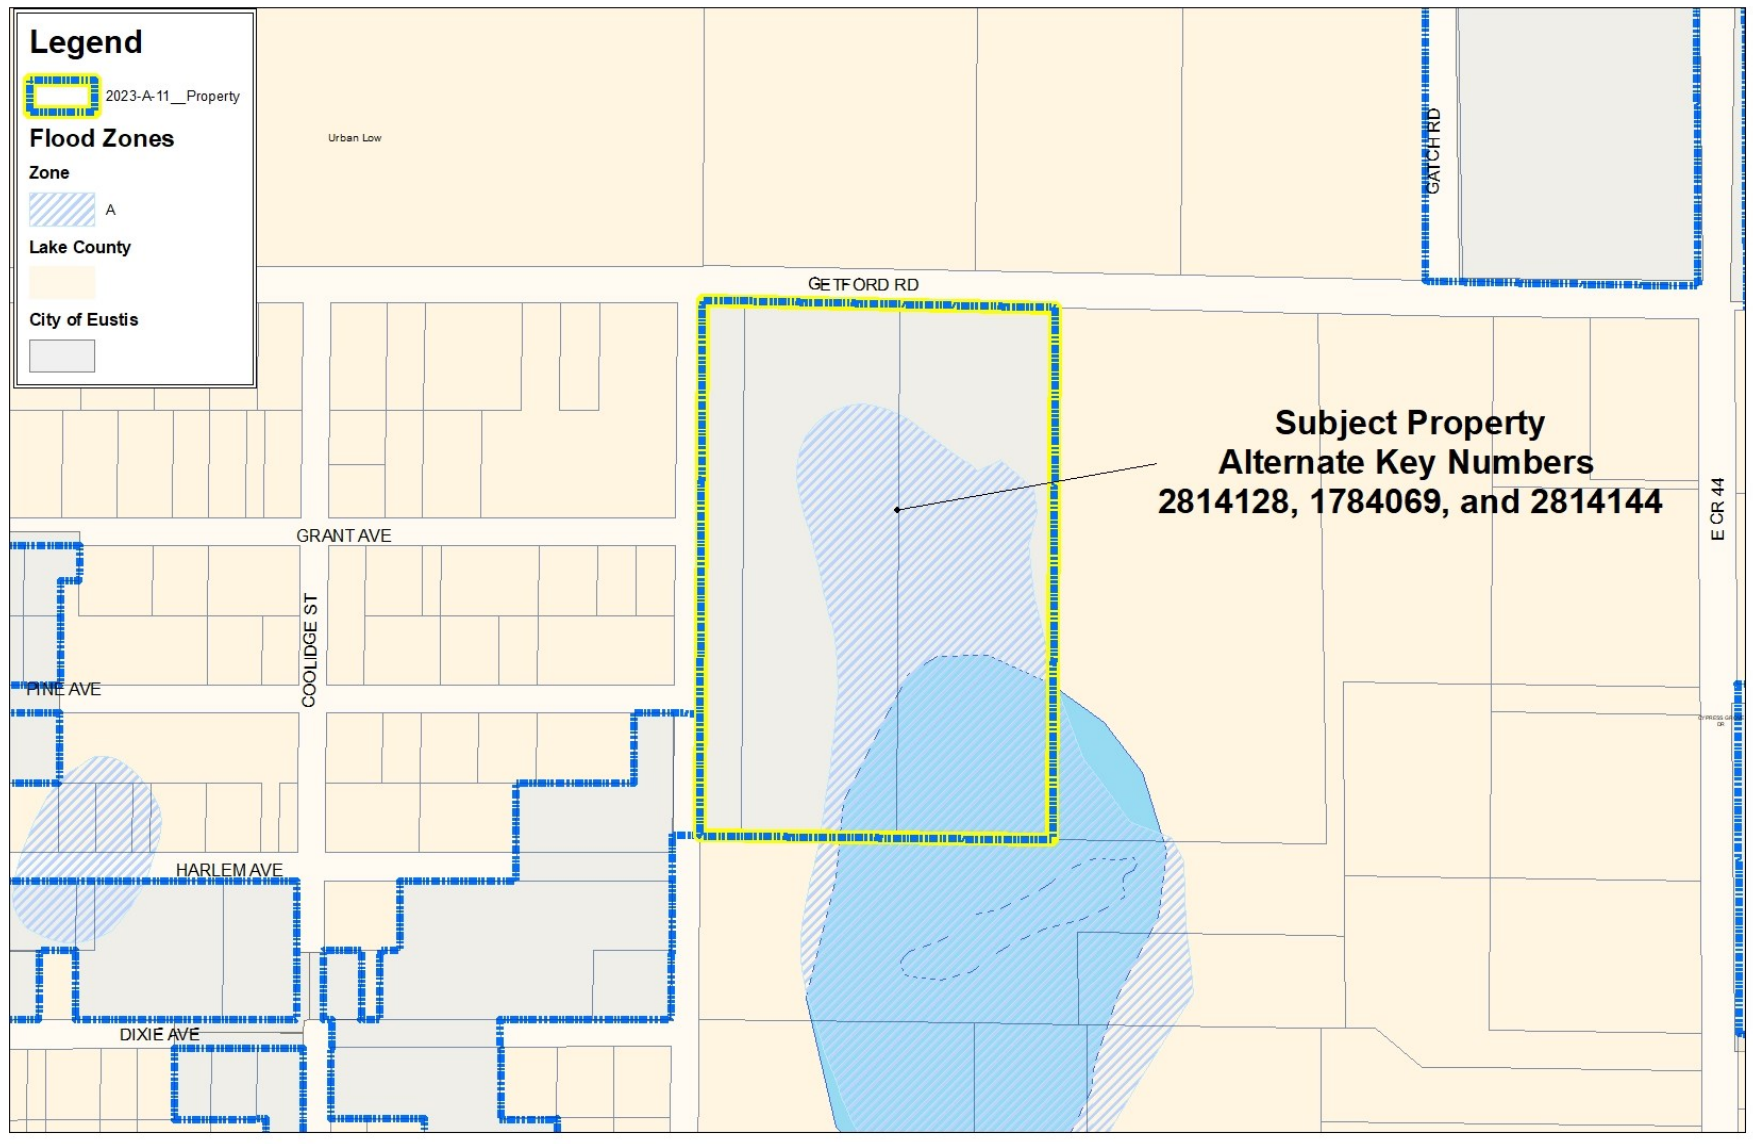 Legend
2023-A-11__Property
Flood Zones
Zone
A
Lake County
City of Eustis
Urban Low
GATCH RD
GETFORD RD
Subject Property
Alternate Key Numbers
2814128, 1784069, and 2814144
E CR 44
GRANT AVE
COOLIDGE ST
PINE AVE
HARLEM AVE
DIXIE AVE